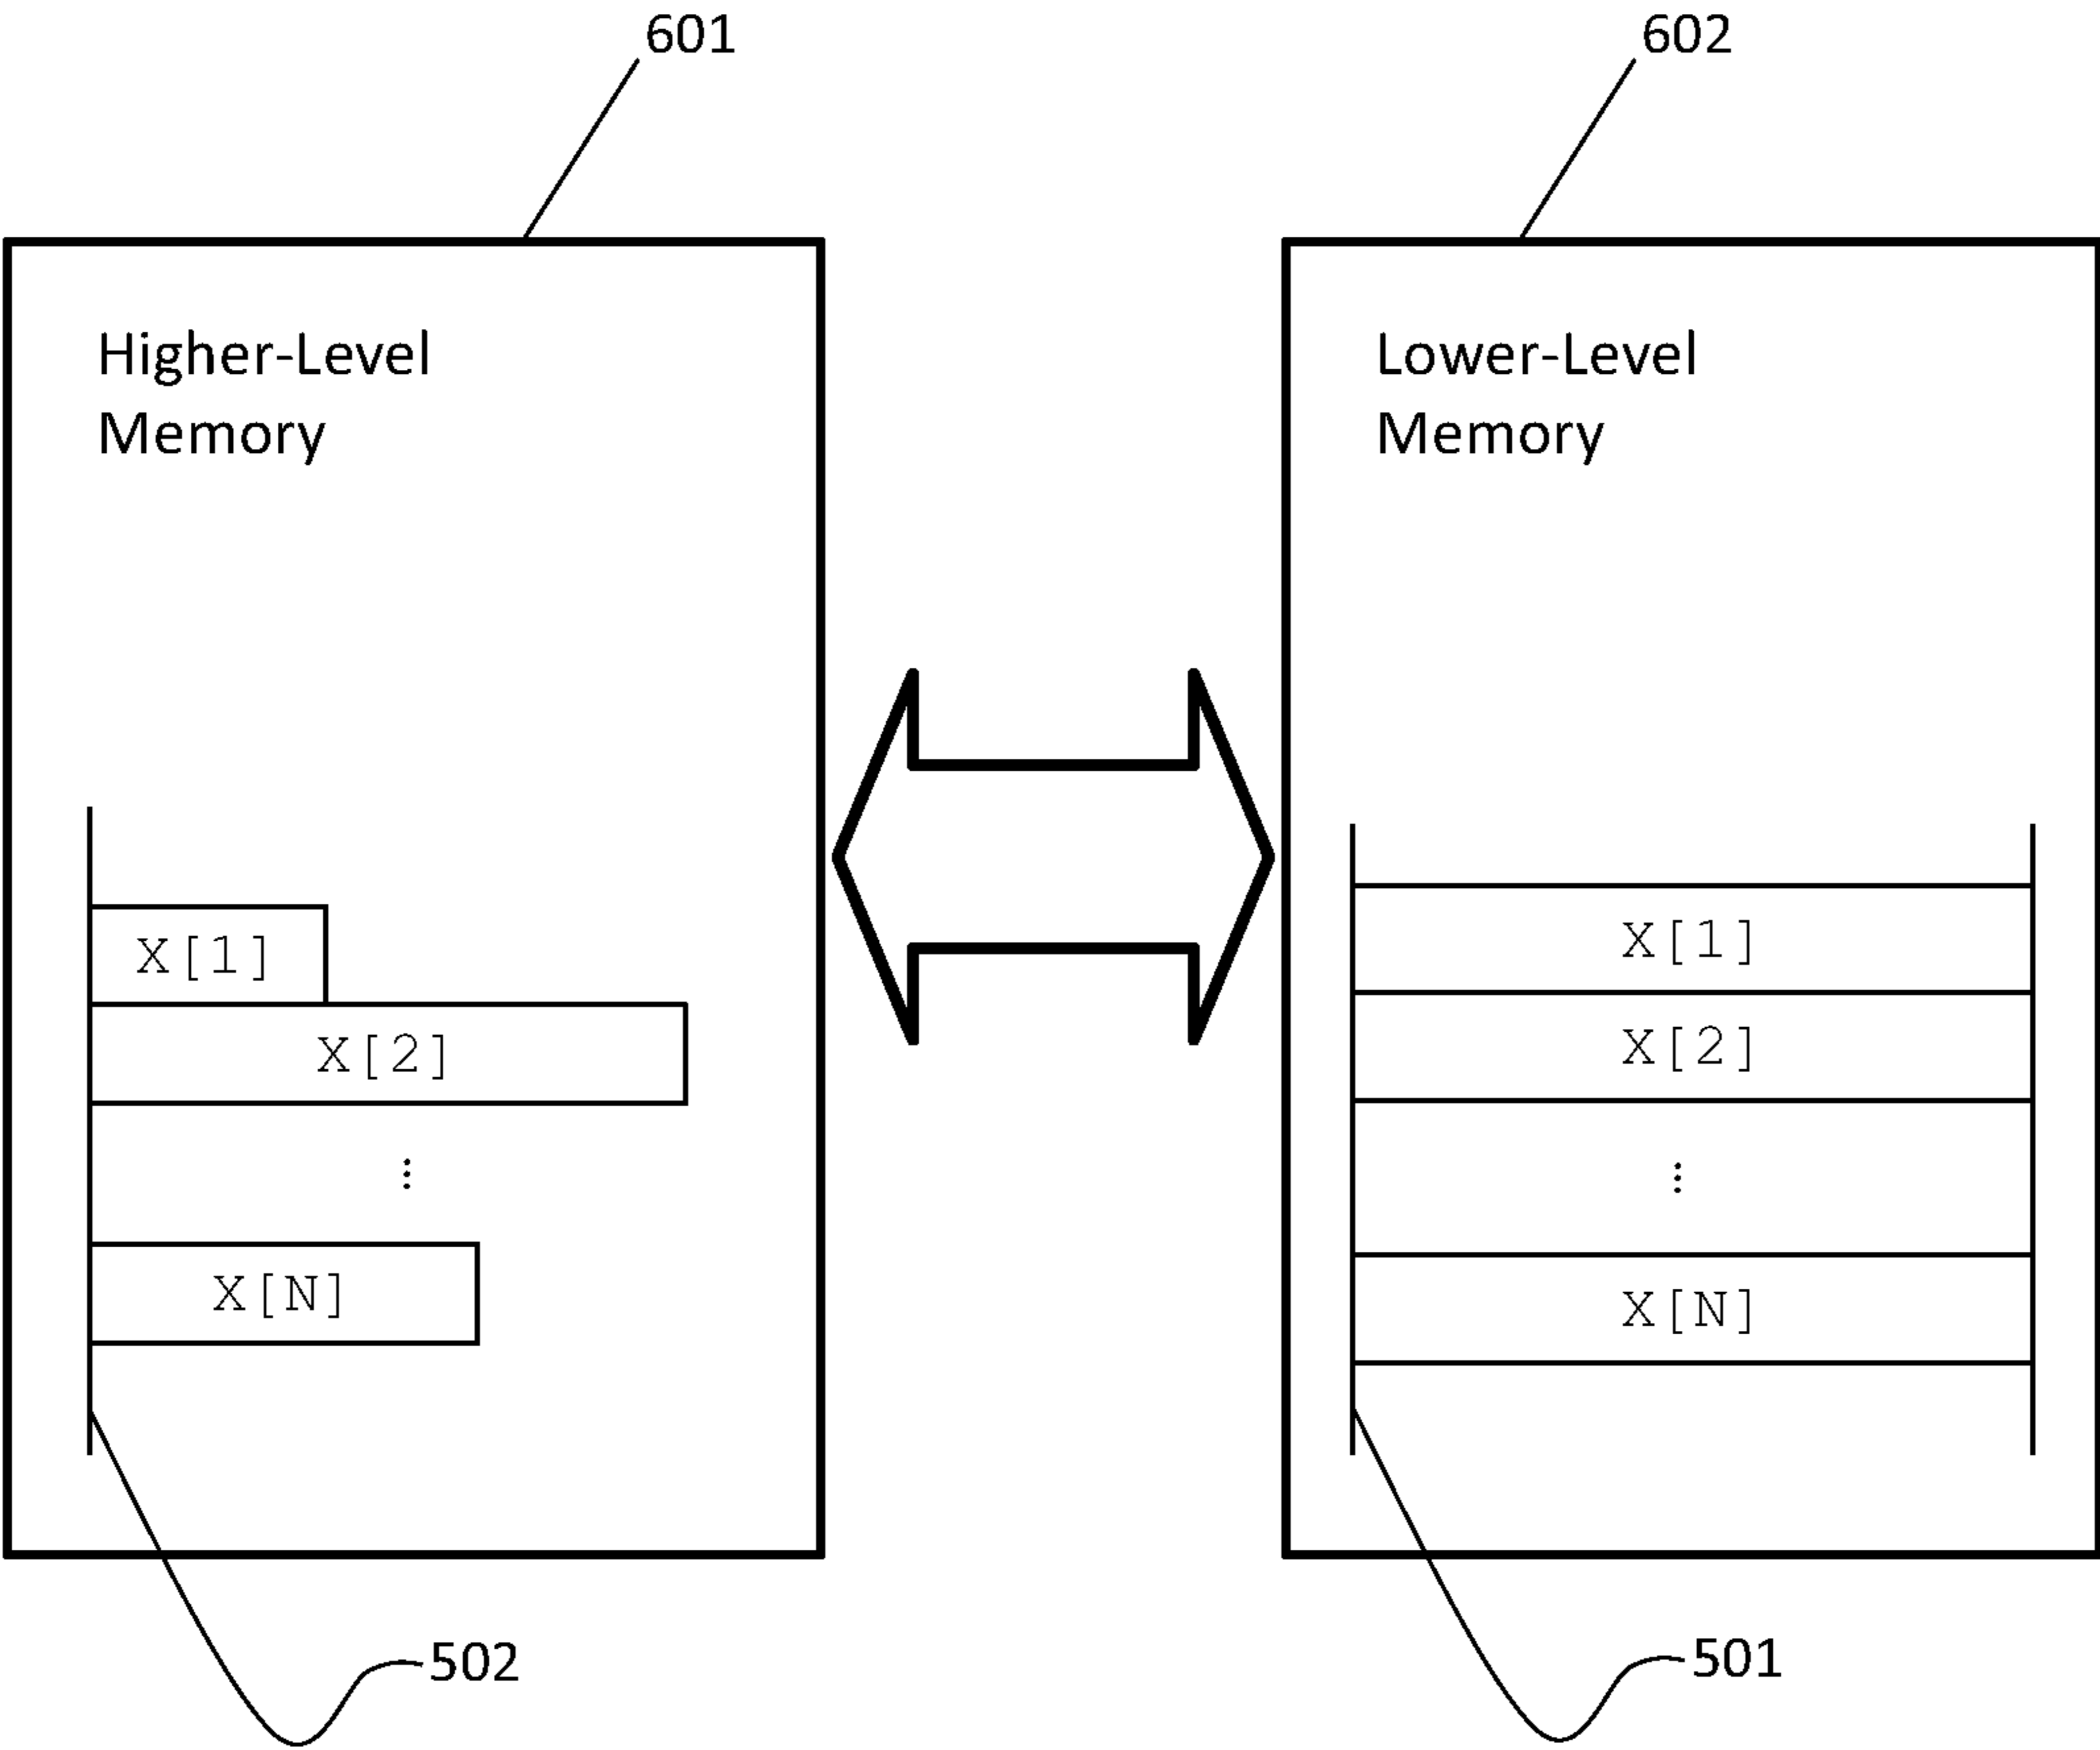 601
602
Higher-Level
Memory
Lower-Level
Memory
X[1]
X[2]
⋮
X[N]
X[1]
X[2]
⋮
X[N]
502
501